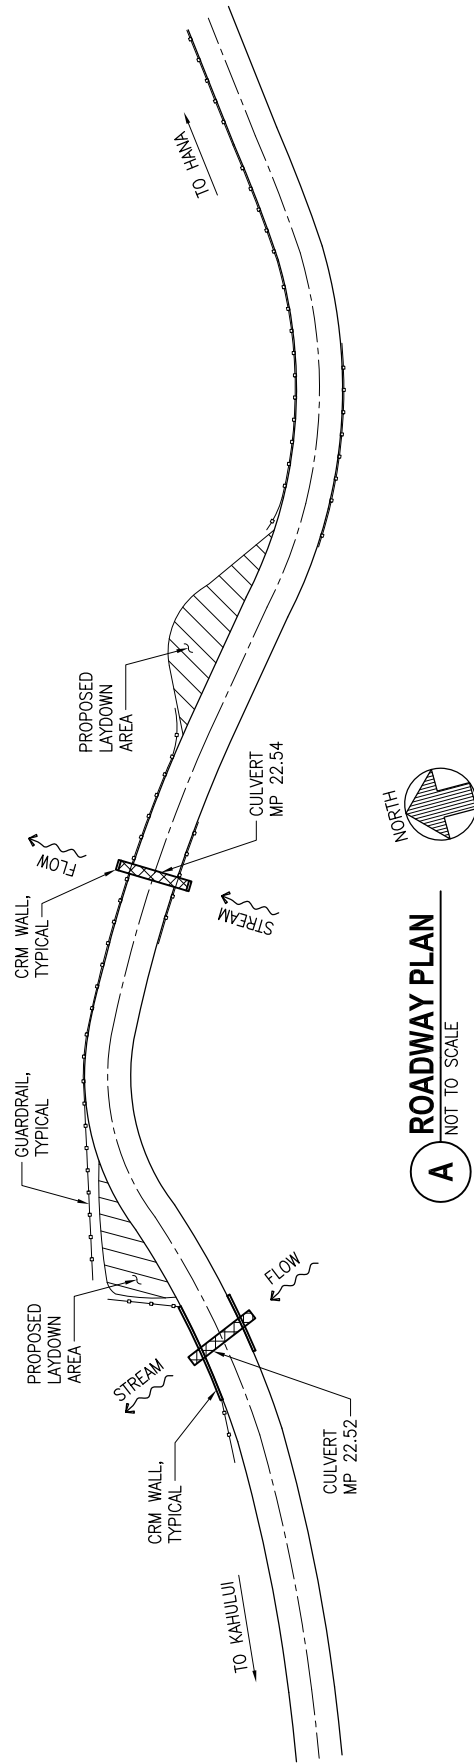 TO KAHULUI
CRM WALL,
TYPICAL
CULVERT
MP 22.52
PROPOSED
LAYDOWN
AREA
STREAM
FLOW
GUARDRAIL,
TYPICAL
CRM WALL,
TYPICAL
FLOW
STREAM
CULVERT
MP 22.54
PROPOSED
LAYDOWN
AREA
TO HANA
NORTH
A
ROADWAY PLAN
NOT TO SCALE